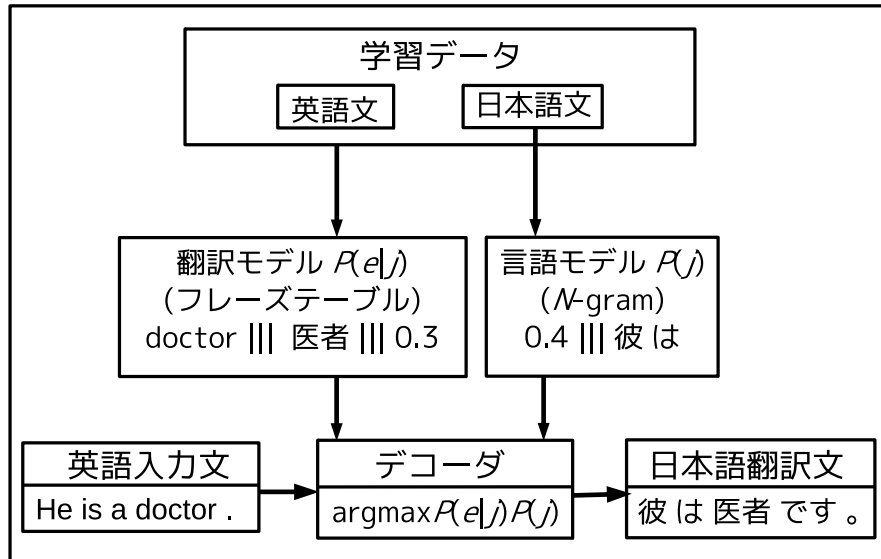 学習データ
英語文
日本語文
翻訳モデル P(e|j)
(フレーズテーブル)
doctor ||| 医者 ||| 0.3
言語モデル P(j)
(N-gram)
0.4 ||| 彼 は
英語入力文
He is a doctor .
デコーダ
argmaxP(e|j)P(j)
日本語翻訳文
彼 は 医者 です 。